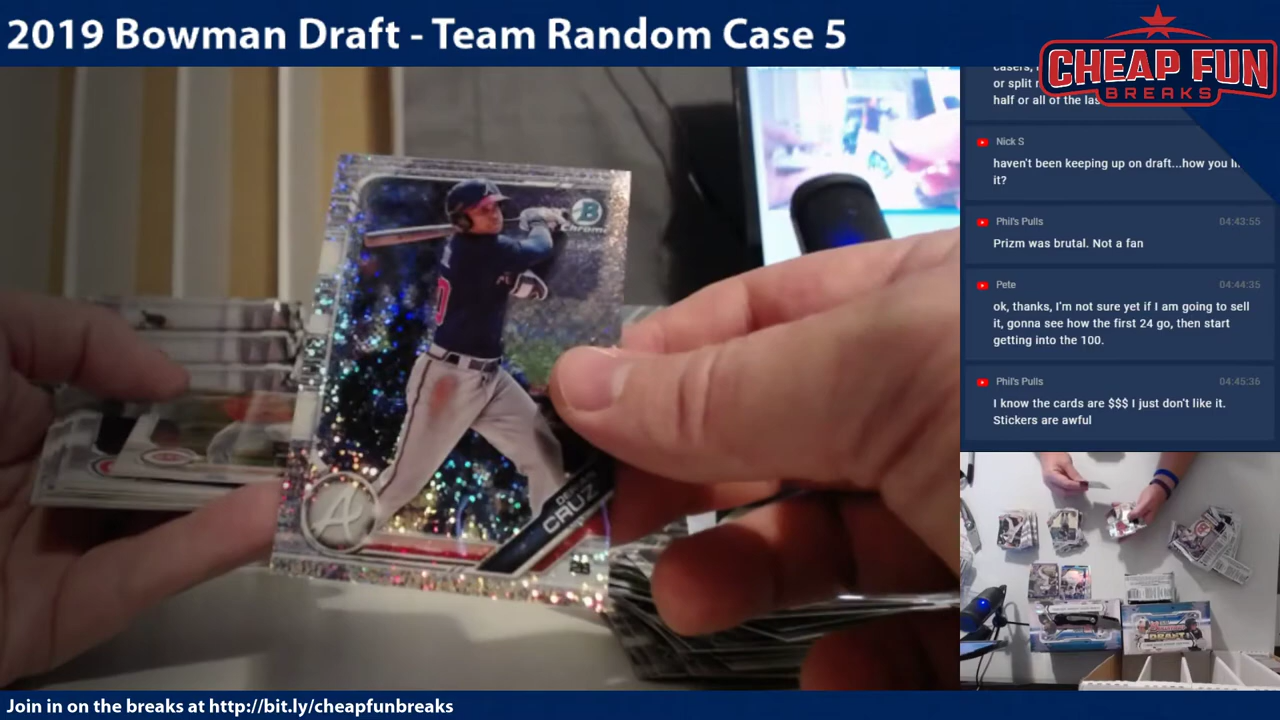 2019 Bowman Draft - Team Random Case 5
CHEAP FUN
BREAKS
or split
half or all of the las
Nick S
haven't been keeping up on draft...how you
it?
Phil's Pulls 04:43:55
Prizm was brutal. Not a fan
Pete 04:44:35
ok, thanks, I'm not sure yet if I am going to sell
it, gonna see how the first 24 go, then start
getting into the 100.
Phil's Pulls 04:45:36
I know the cards are $$$ I just don't like it.
Stickers are awful
B
Chrome
A
CRUZ
DRAFT
Join in on the breaks at http://bit.ly/cheapfunbreaks